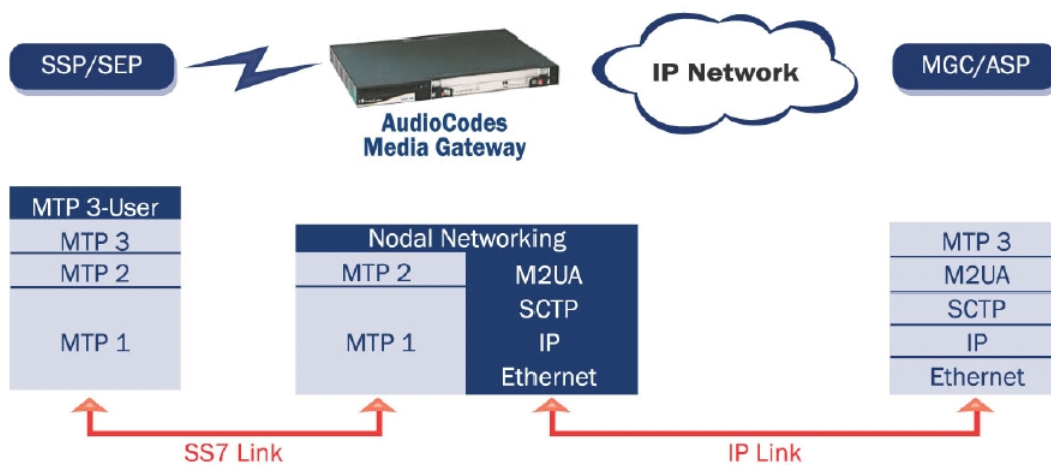 SSP/SEP
AudioCodes
Media Gateway
IP Network
MGC/ASP
MTP 3-User
MTP 3
MTP 2
MTP 1
Nodal Networking
MTP 2
MTP 1
M2UA
SCTP
IP
Ethernet
MTP 3
M2UA
SCTP
IP
Ethernet
SS7 Link
IP Link